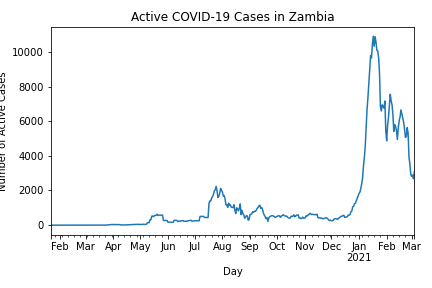 Active COVID-19 Cases in Zambia
Number of Active Cases
10000
8000
6000
4000
2000
0
Feb Mar Apr May Jun Jul Aug Sep Oct Nov Dec Jan Feb Mar
2021
Day